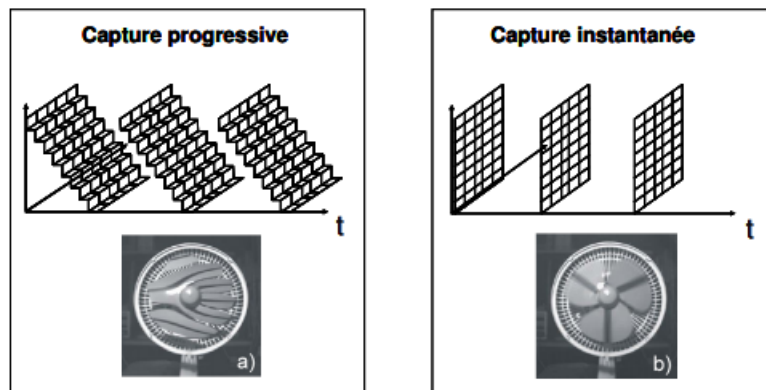 Capture progressive
t
a)
Capture instantanée
t
b)